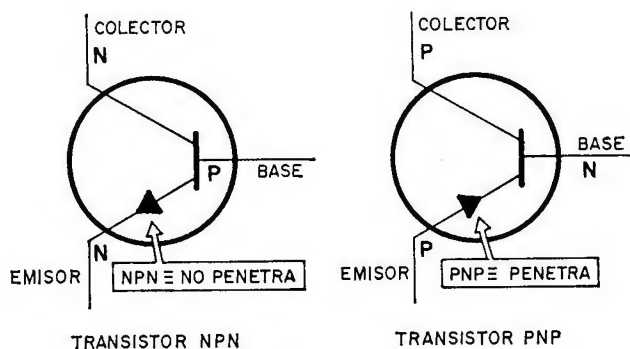 COLECTOR
N
P
BASE
N
EMISOR
NPN ≡ NO PENETRA
TRANSISTOR NPN
COLECTOR
P
BASE
N
P
EMISOR
PNP ≡ PENETRA
TRANSISTOR PNP